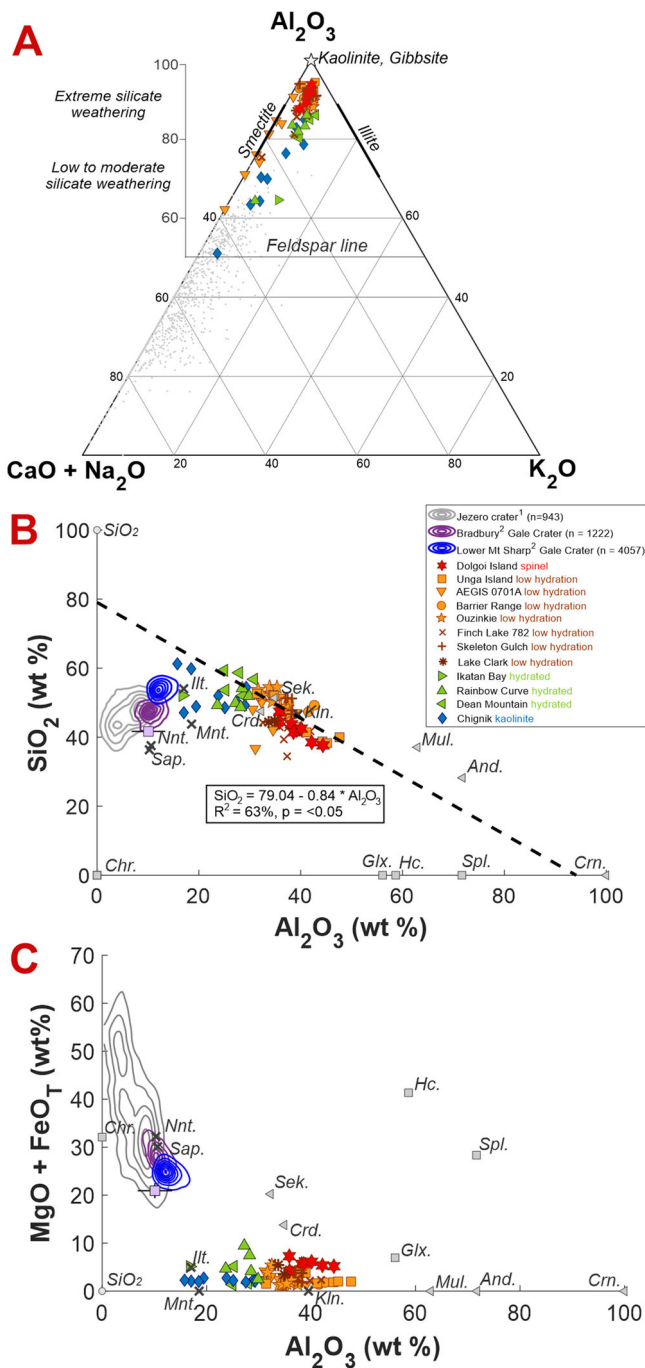 A
Al2O3
Kaolinite, Gibbsite
100
Extreme silicate
weathering
Smectite
Illite
80
80
20
Low to moderate
silicate weathering
60
40
60
Feldspar line
40
60
40
20
80
20
CaO + Na2O
20
40
60
80
K2O
B
100
SiO2
Jezero crater1 (n=943)
Bradbury2 Gale Crater (n = 1222)
Lower Mt Sharp2 Gale Crater (n = 4057)
Dolgoi Island spinel
Unga Island low hydration
AEGIS 0701A low hydration
Barrier Range low hydration
Ouzinkie low hydration
Finch Lake 782 low hydration
Skeleton Gulch low hydration
Lake Clark low hydration
Ikatan Bay hydrated
Rainbow Curve hydrated
Dean Mountain hydrated
Chignik kaolinite
80
60
40
20
0
SiO2 (wt %)
Ilt.
Sek.
Crd.
Kln.
Nnt.
Mnt.
Sap.
Mul.
And.
SiO2 = 79.04 - 0.84 * Al2O3
R2 = 63%, p = <0.05
Chr.
Glx.
Hc.
Spl.
Crn.
0
20
40
60
80
100
Al2O3 (wt %)
C
70
60
50
40
30
20
10
0
MgO + FeOT (wt%)
Chr.
Nnt.
Sap.
Hc.
Spl.
Sek.
Crd.
Glx.
Ilt.
SiO2
Mnt.
Kln.
Mul.
And.
Crn.
0
20
40
60
80
100
Al2O3 (wt %)